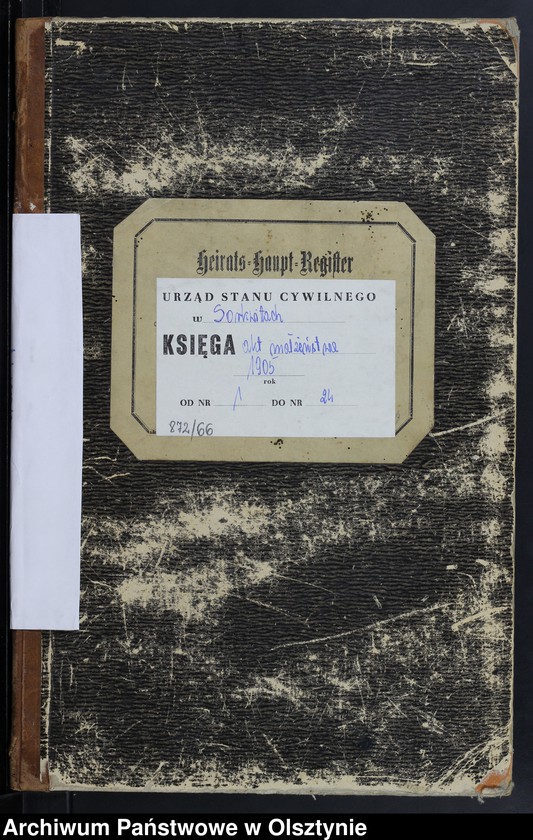 Heirats-Haupt-Register
URZĄD STANU CYWILNEGO
w Sorkwitach
KSIĘGA akt małżeństwa
1905
rok
OD NR 1 DO NR 24
872/66
Archiwum Państwowe w Olsztynie